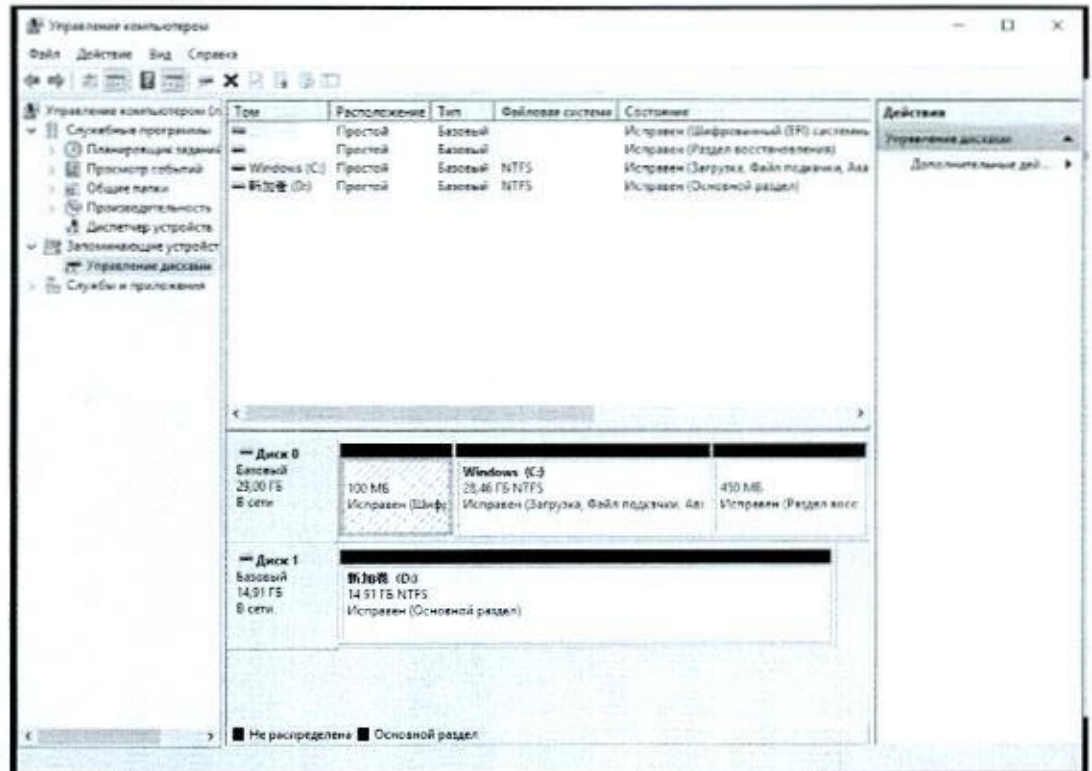 Управление компьютером
Файл Действие Вид Справка
Управление компьютером (л
Служебные программы
Планировщик заданий
Просмотр событий
Общие папки
Производительность
Диспетчер устройств
Запоминающие устройст
Управление дисками
Службы и приложения
Том Расположение Тип Файловая система Состояние
Простой Базовый Исправен (Шифрованный (EFI) системны
Простой Базовый Исправен (Раздел восстановления)
Windows (C:) Простой Базовый NTFS Исправен (Загрузка, Файл подкачки, Ава
新加卷 (D:) Простой Базовый NTFS Исправен (Основной раздел)
Действия
Управление дисками
Дополнительные дей...
Диск 0
Базовый
29,00 ГБ
В сети
100 МБ
Исправен (Шифр
Windows (C:)
28,46 ГБ NTFS
Исправен (Загрузка, Файл подкачки, Ава
450 МБ
Исправен (Раздел восс
Диск 1
Базовый
14,91 ГБ
В сети
新加卷 (D:)
14,91 ГБ NTFS
Исправен (Основной раздел)
Не распределена Основной раздел